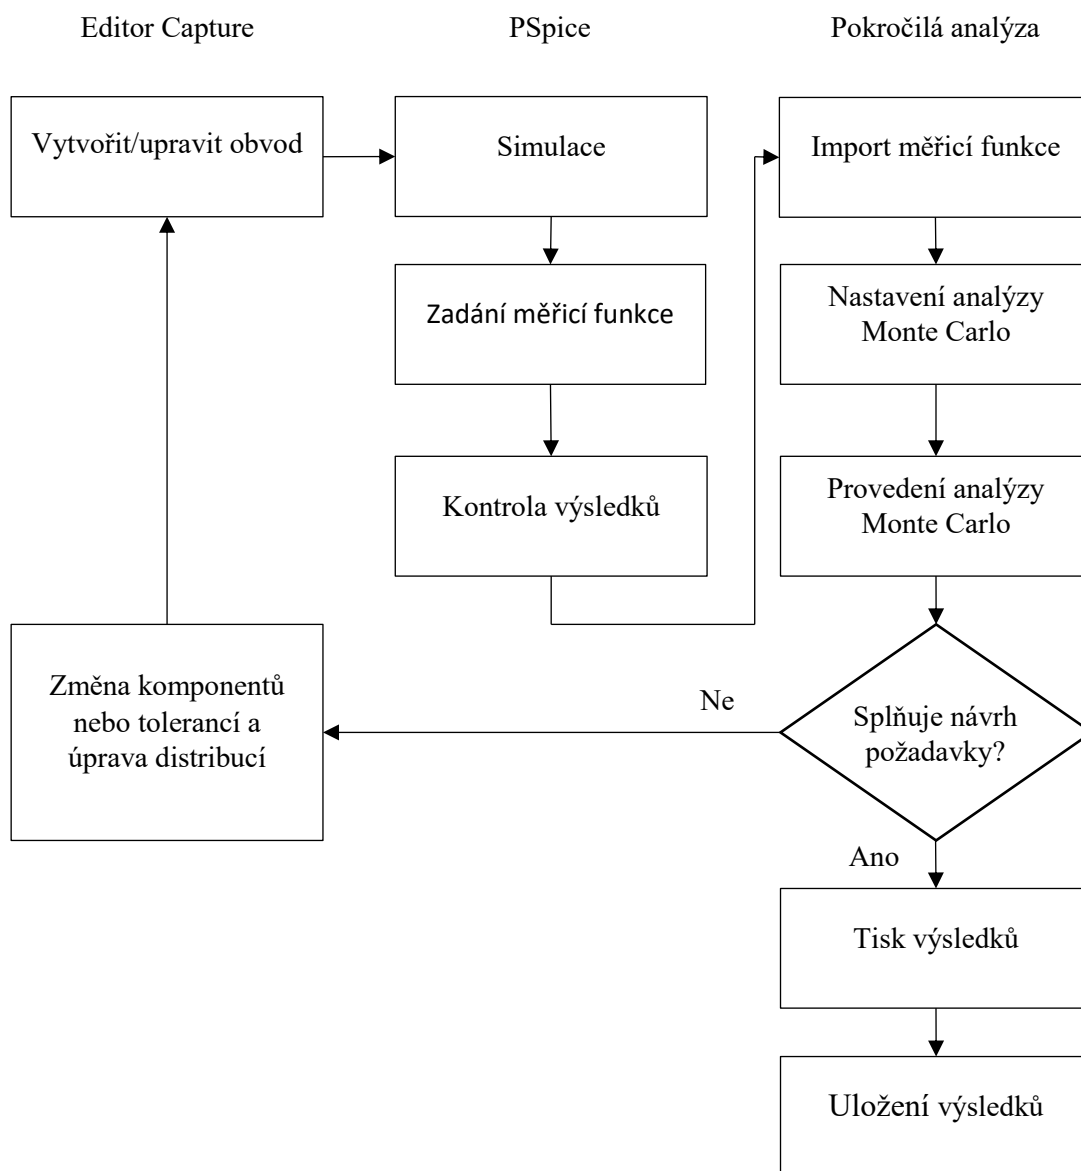 Editor Capture
PSpice
Pokročilá analýza
Vytvořit/upravit obvod
Simulace
Import měřicí funkce
Zadání měřicí funkce
Nastavení analýzy
Monte Carlo
Kontrola výsledků
Provedení analýzy
Monte Carlo
Změna komponentů
nebo tolerancí a
úprava distribucí
Ne
Splňuje návrh
požadavky?
Ano
Tisk výsledků
Uložení výsledků